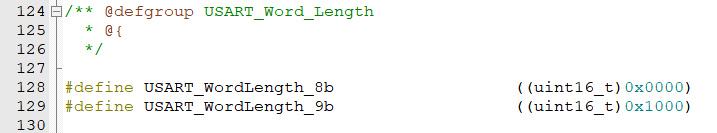 124 /** @defgroup USART_Word_Length
125 * @{
126 */
127
128 #define USART_WordLength_8b ((uint16_t)0x0000)
129 #define USART_WordLength_9b ((uint16_t)0x1000)
130